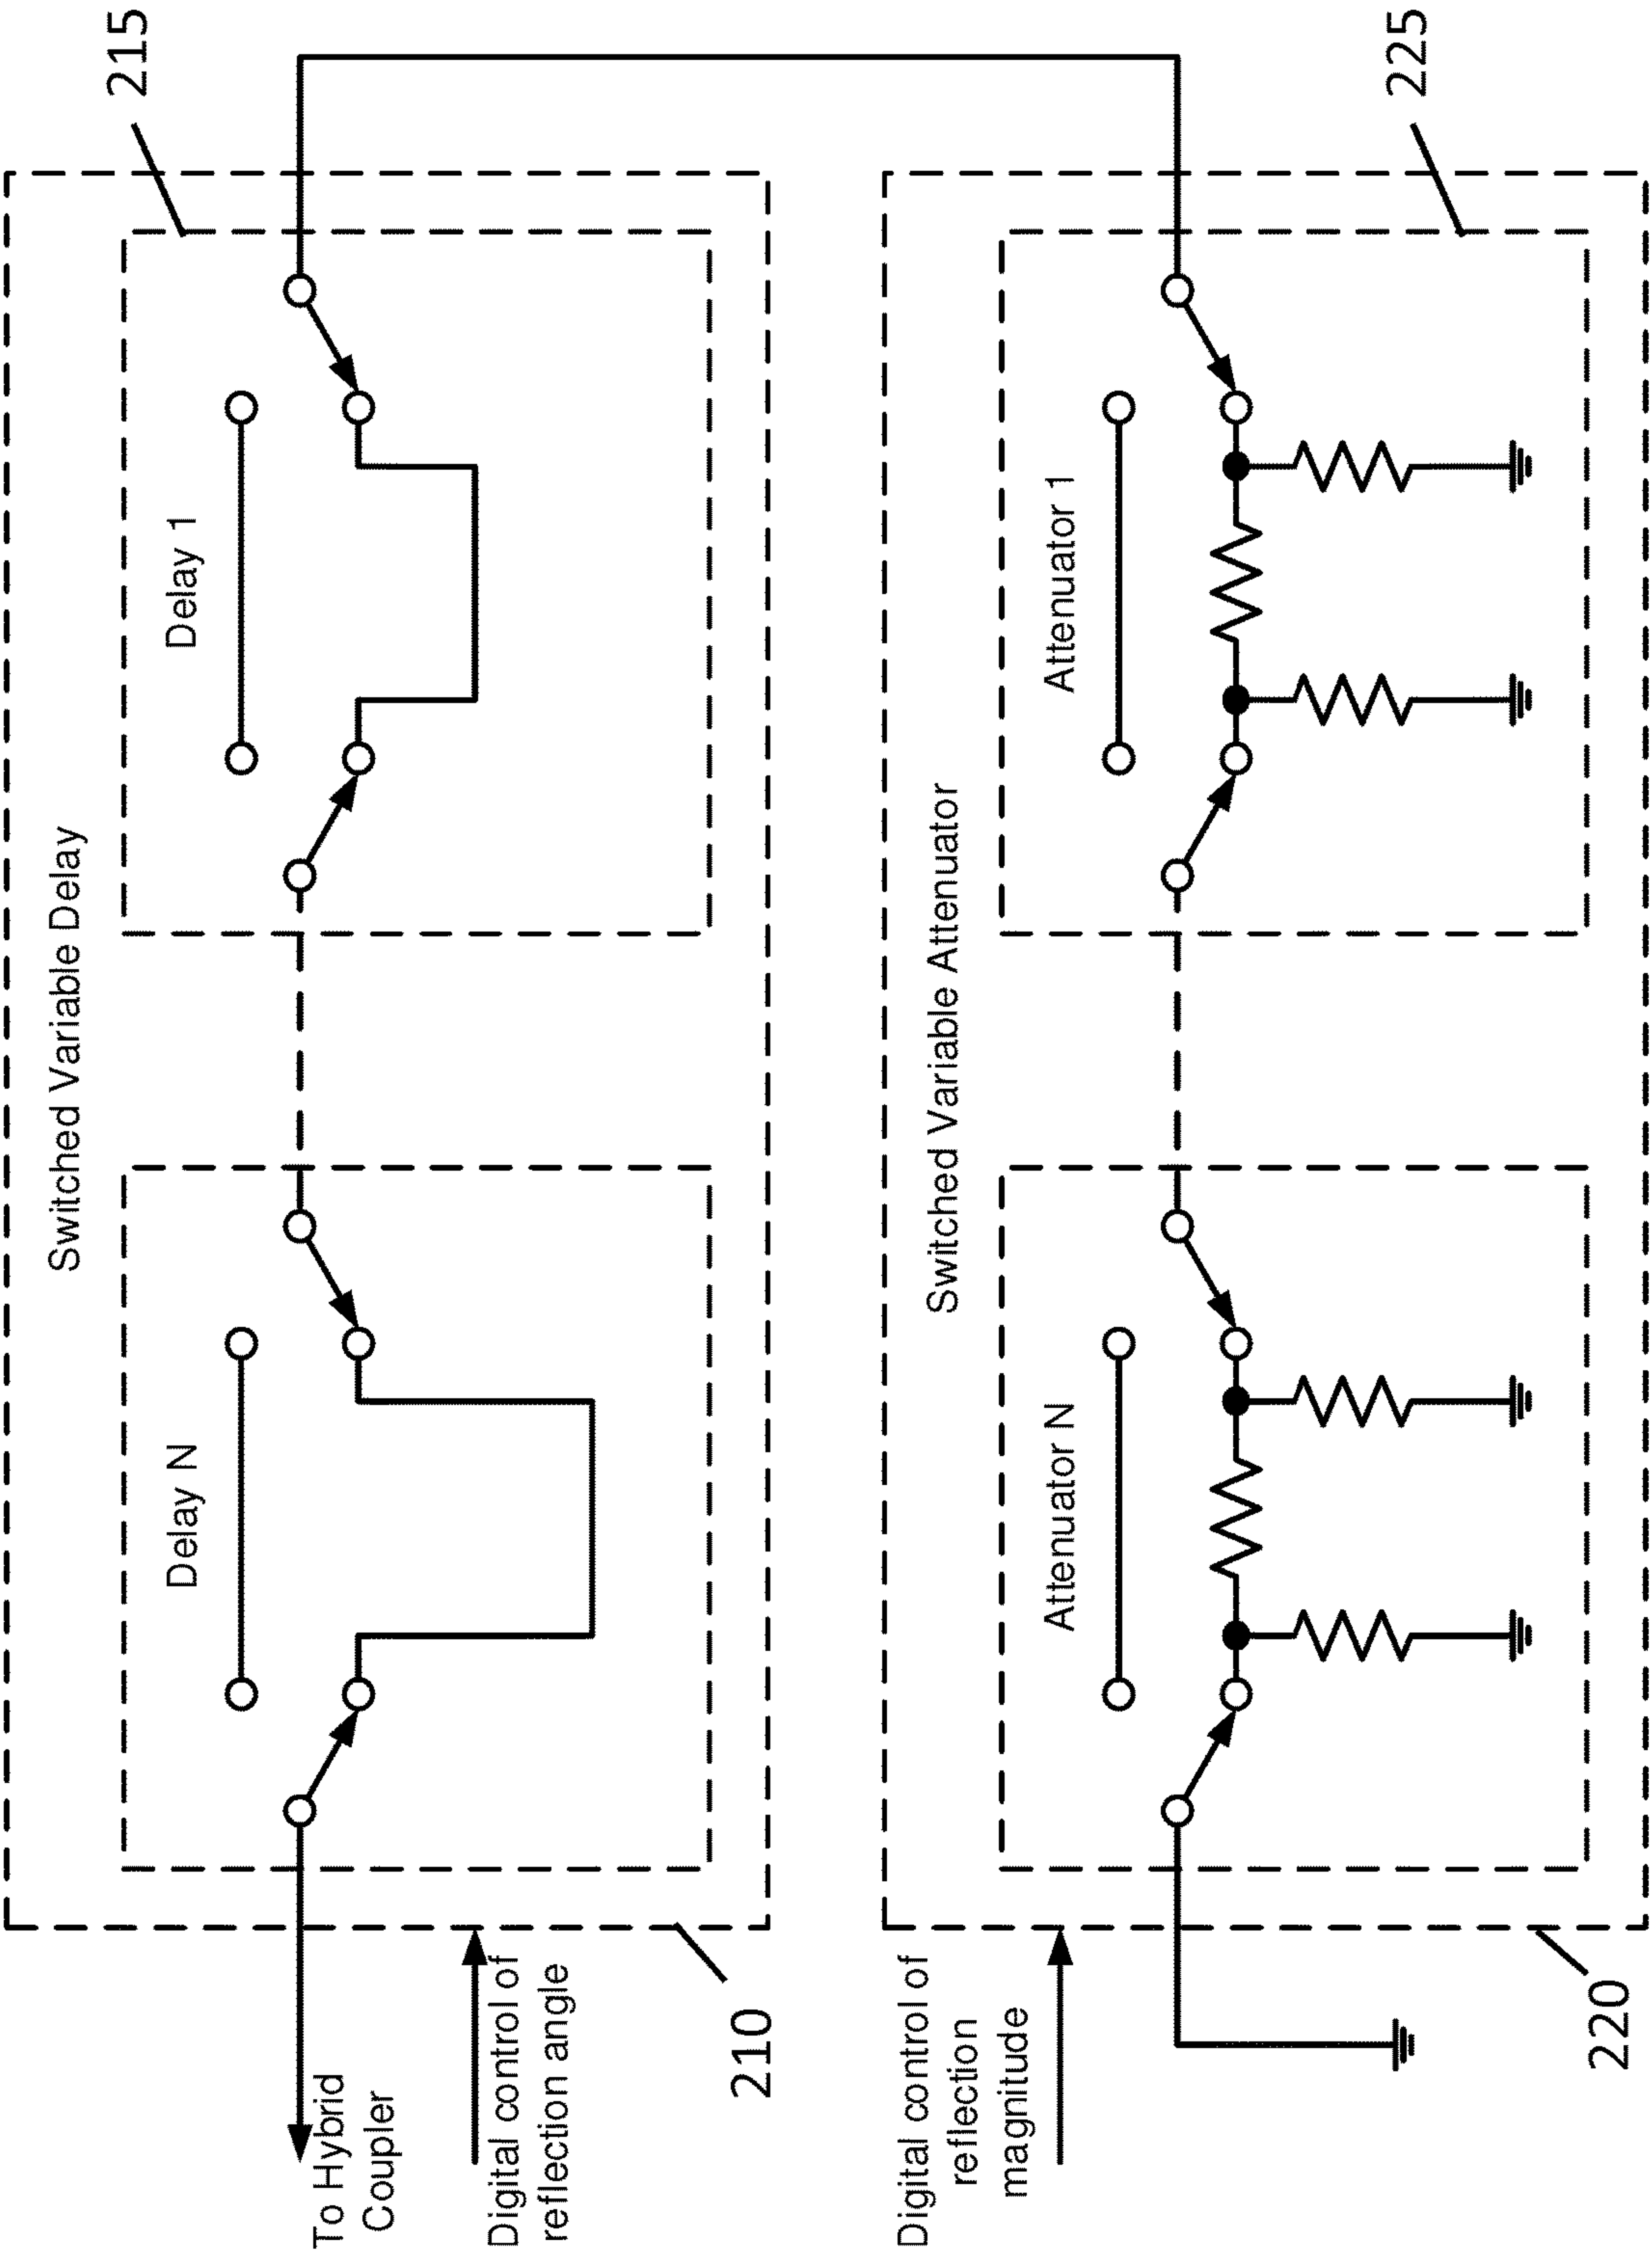 Switched Variable Delay
215
Delay N
Delay 1
To Hybrid
Coupler
Digital control of
reflection angle
210
Switched Variable Attenuator
Attenuator N
Attenuator 1
Digital control of
reflection
magnitude
225
220